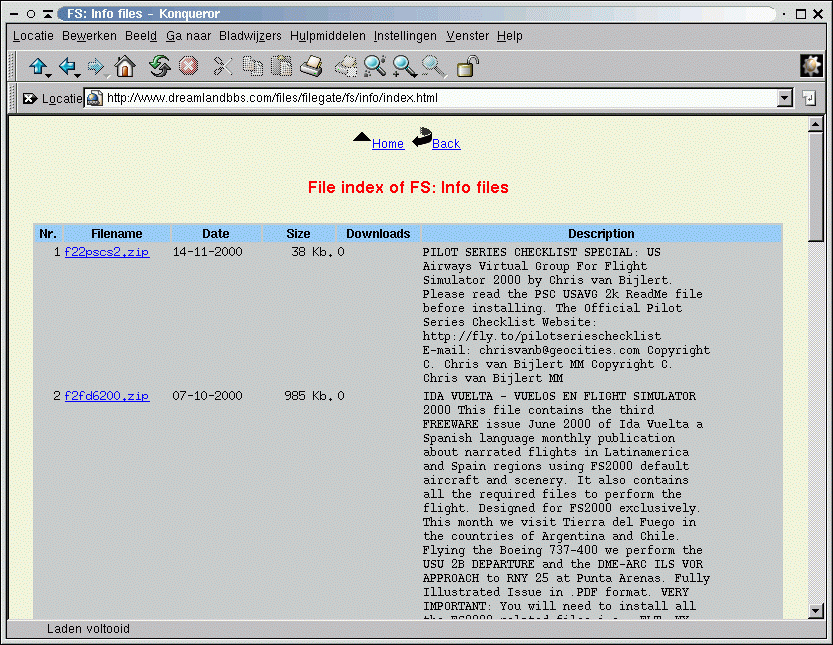 FS: Info files - Konqueror
Locatie Bewerken Beeld Ga naar Bladwijzers Hulpmiddelen Instellingen Venster Help
Locatie http://www.dreamlandbbs.com/files/filegate/fs/info/index.html
Home Back
File index of FS: Info files
Nr. Filename Date Size Downloads Description
1 f22pscs2.zip 14-11-2000 38 Kb. 0 PILOT SERIES CHECKLIST SPECIAL: US
Airways Virtual Group For Flight
Simulator 2000 by Chris van Bijlert.
Please read the PSC USAVG 2k ReadMe file
before installing. The Official Pilot
Series Checklist Website:
http://fly.to/pilotserieschecklist
E-mail: chrisvanb@geocities.com Copyright
C. Chris van Bijlert MM Copyright C.
Chris van Bijlert MM
2 f2fd6200.zip 07-10-2000 985 Kb. 0 IDA VUELTA - VUELOS EN FLIGHT SIMULATOR
2000 This file contains the third
FREEWARE issue June 2000 of Ida Vuelta a
Spanish language monthly publication
about narrated flights in Latinamerica
and Spain regions using FS2000 default
aircraft and scenery. It also contains
all the required files to perform the
flight. Designed for FS2000 exclusively.
This month we visit Tierra del Fuego in
the countries of Argentina and Chile.
Flying the Boeing 737-400 we perform the
USU 2B DEPARTURE and the DME-ARC ILS VOR
APPROACH to RNY 25 at Punta Arenas. Fully
Illustrated Issue in .PDF format. VERY
IMPORTANT: You will need to install all
the FS2000 related files i.e.
Laden voltooid